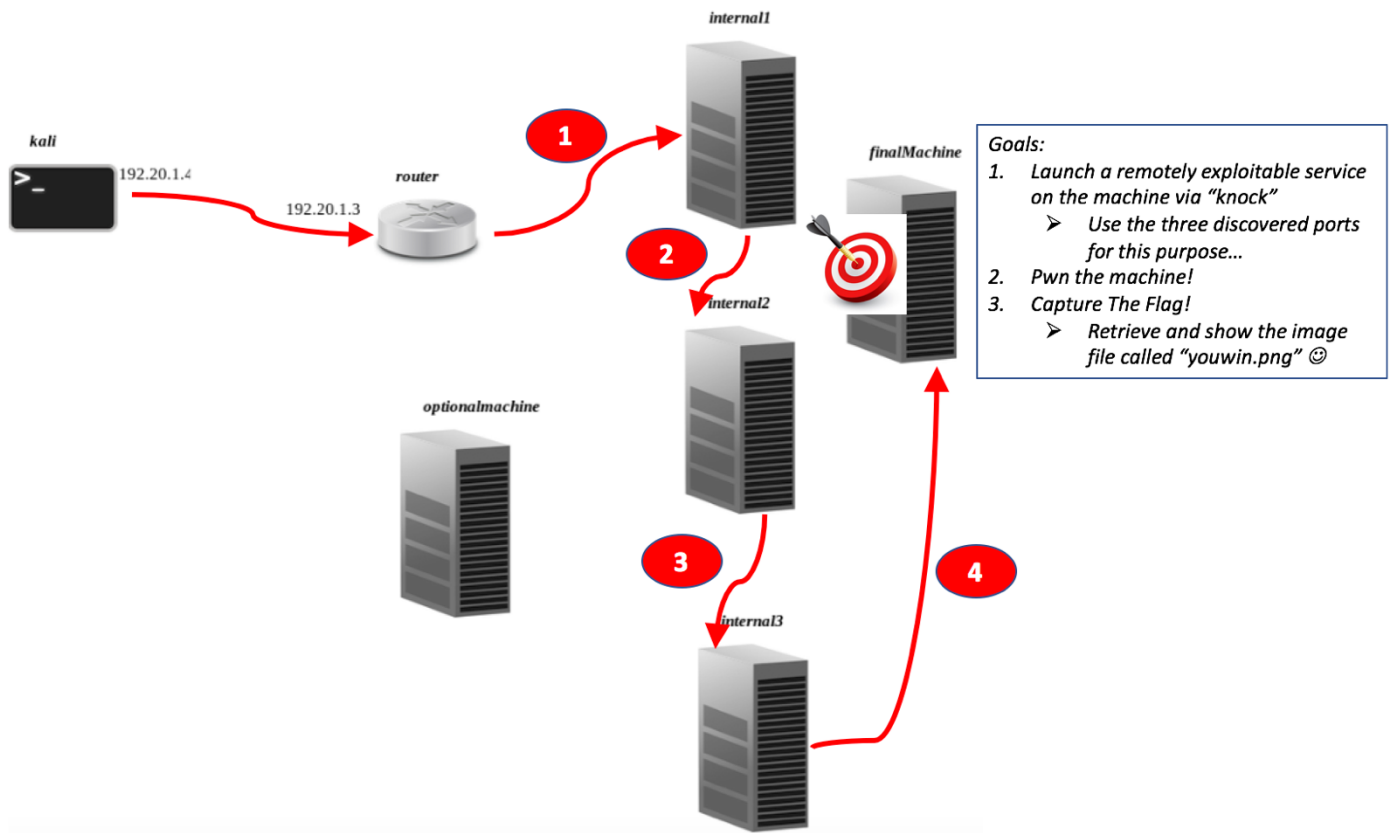 internal1
1
kali
>_
192.20.1.4
router
192.20.1.3
finalMachine
Goals:
1. Launch a remotely exploitable service
on the machine via “knock”
➢ Use the three discovered ports
for this purpose…
2. Pwn the machine!
3. Capture The Flag!
➢ Retrieve and show the image
file called “youwin.png” ☺
2
internal2
optionalmachine
3
4
internal3